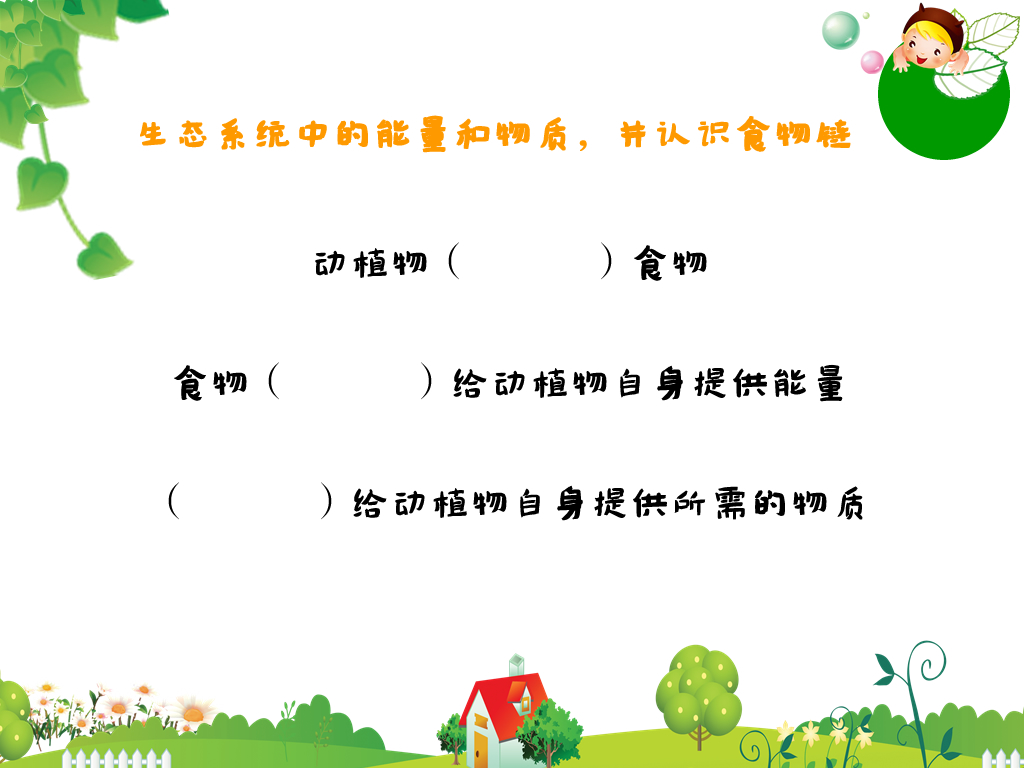 生态系统中的能量和物质，并认识食物链
动植物（ ）食物
食物（ ）给动植物自身提供能量
（ ）给动植物自身提供所需的物质